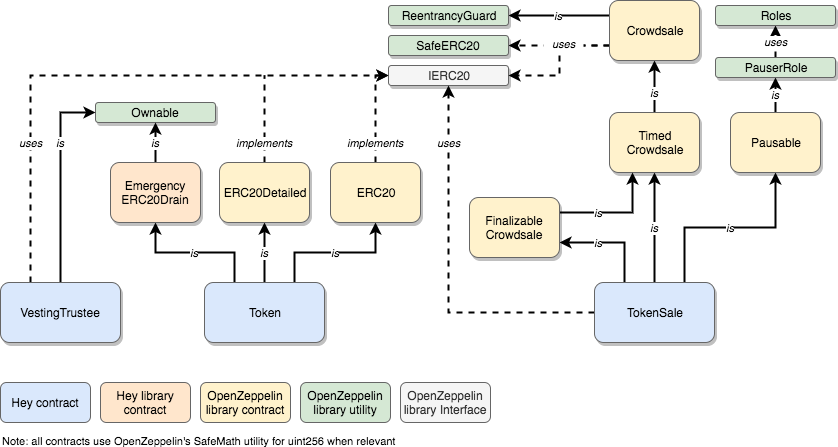 ReentrancyGuard
is
Crowdsale
Roles
SafeERC20
uses
uses
IERC20
PauserRole
is
is
Ownable
uses
is
is
implements
implements
uses
Timed
Crowdsale
Pausable
Emergency
ERC20Drain
ERC20Detailed
ERC20
Finalizable
Crowdsale
is
is
is
is
is
is
is
is
VestingTrustee
Token
TokenSale
Hey contract
Hey library
contract
OpenZeppelin
library contract
OpenZeppelin
library utility
OpenZeppelin
library Interface
Note: all contracts use OpenZeppelin's SafeMath utility for uint256 when relevant